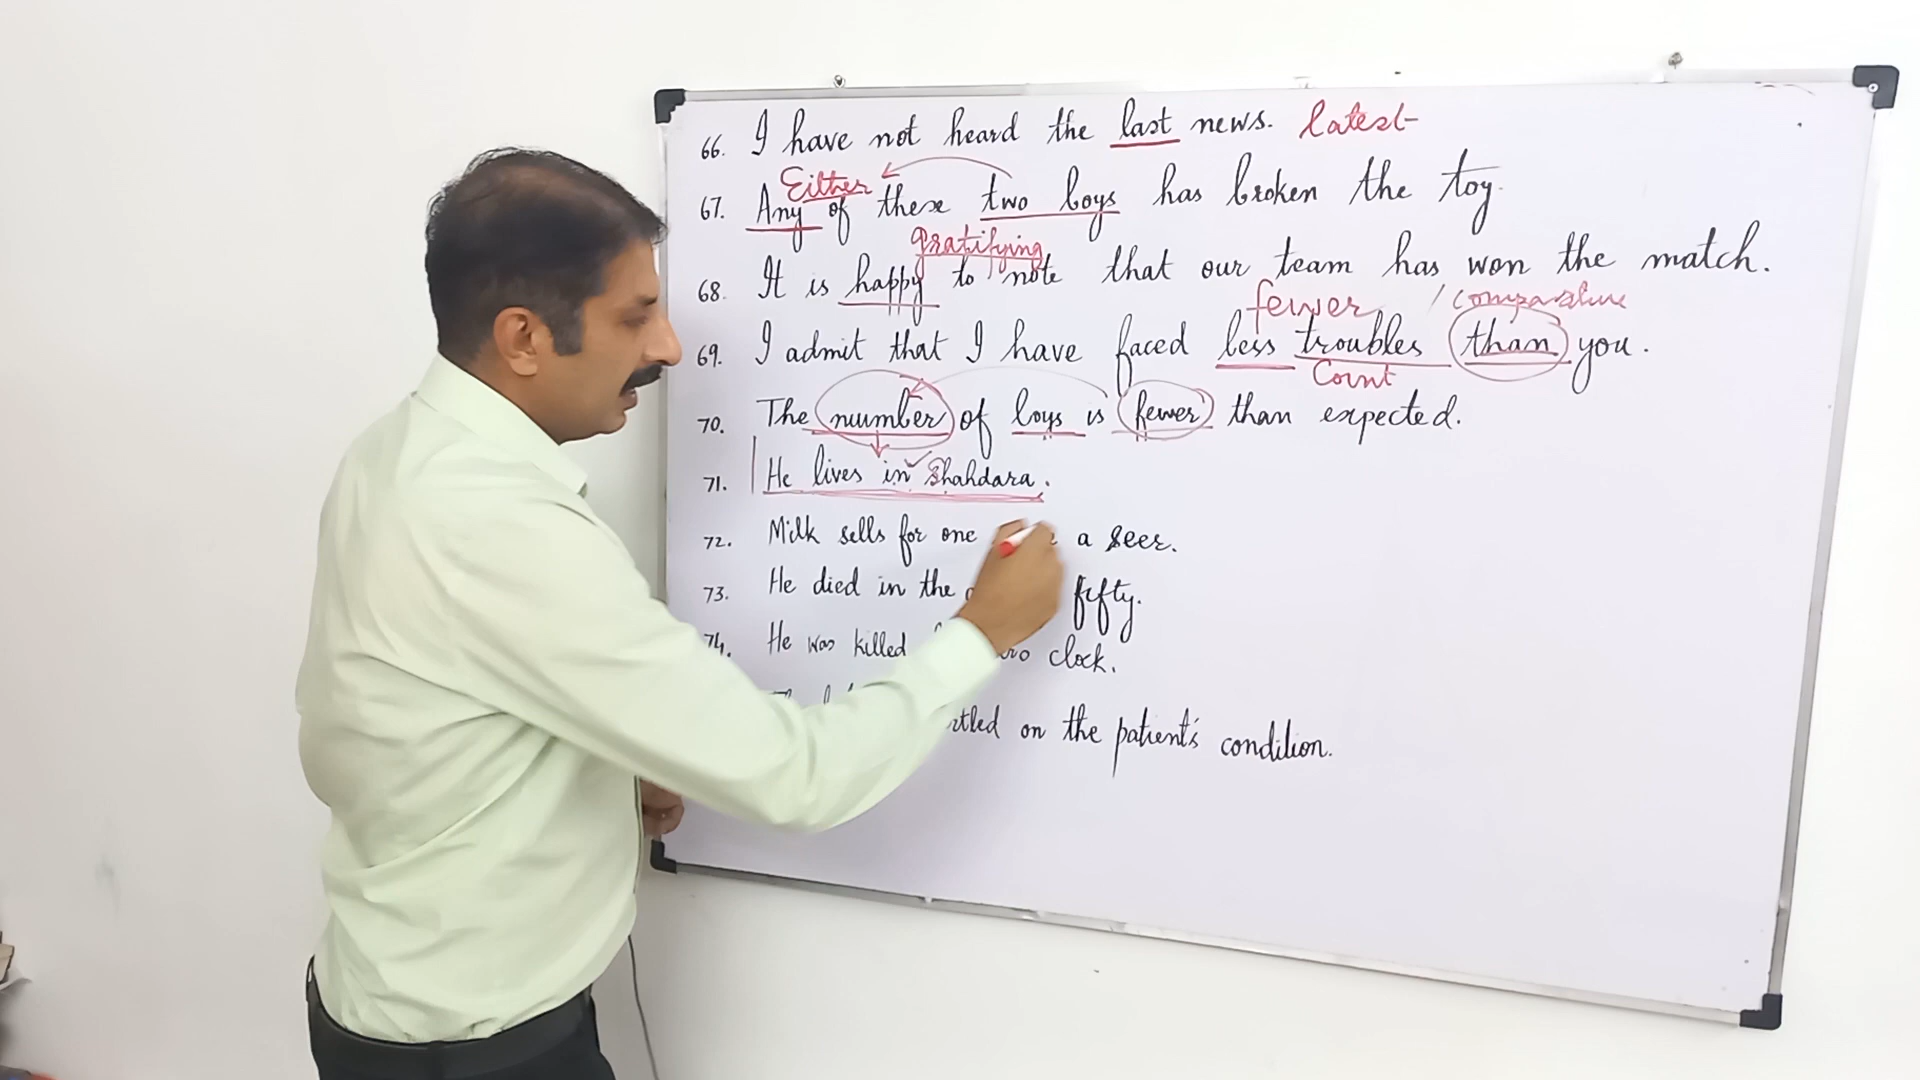 66. I have not heard the last news. latest
Either
67. Any of these two boys has broken the toy.
gratifying
68. It is happy to note that our team has won the match.
fewer / comparative
69. I admit that I have faced less troubles than you.
Count
70. The number of boys is fewer than expected.
71. He lives in Shahdara.
72. Milk sells for one a seer.
73. He died in the fifty.
74. He was killed clock.
on the patient's condition.